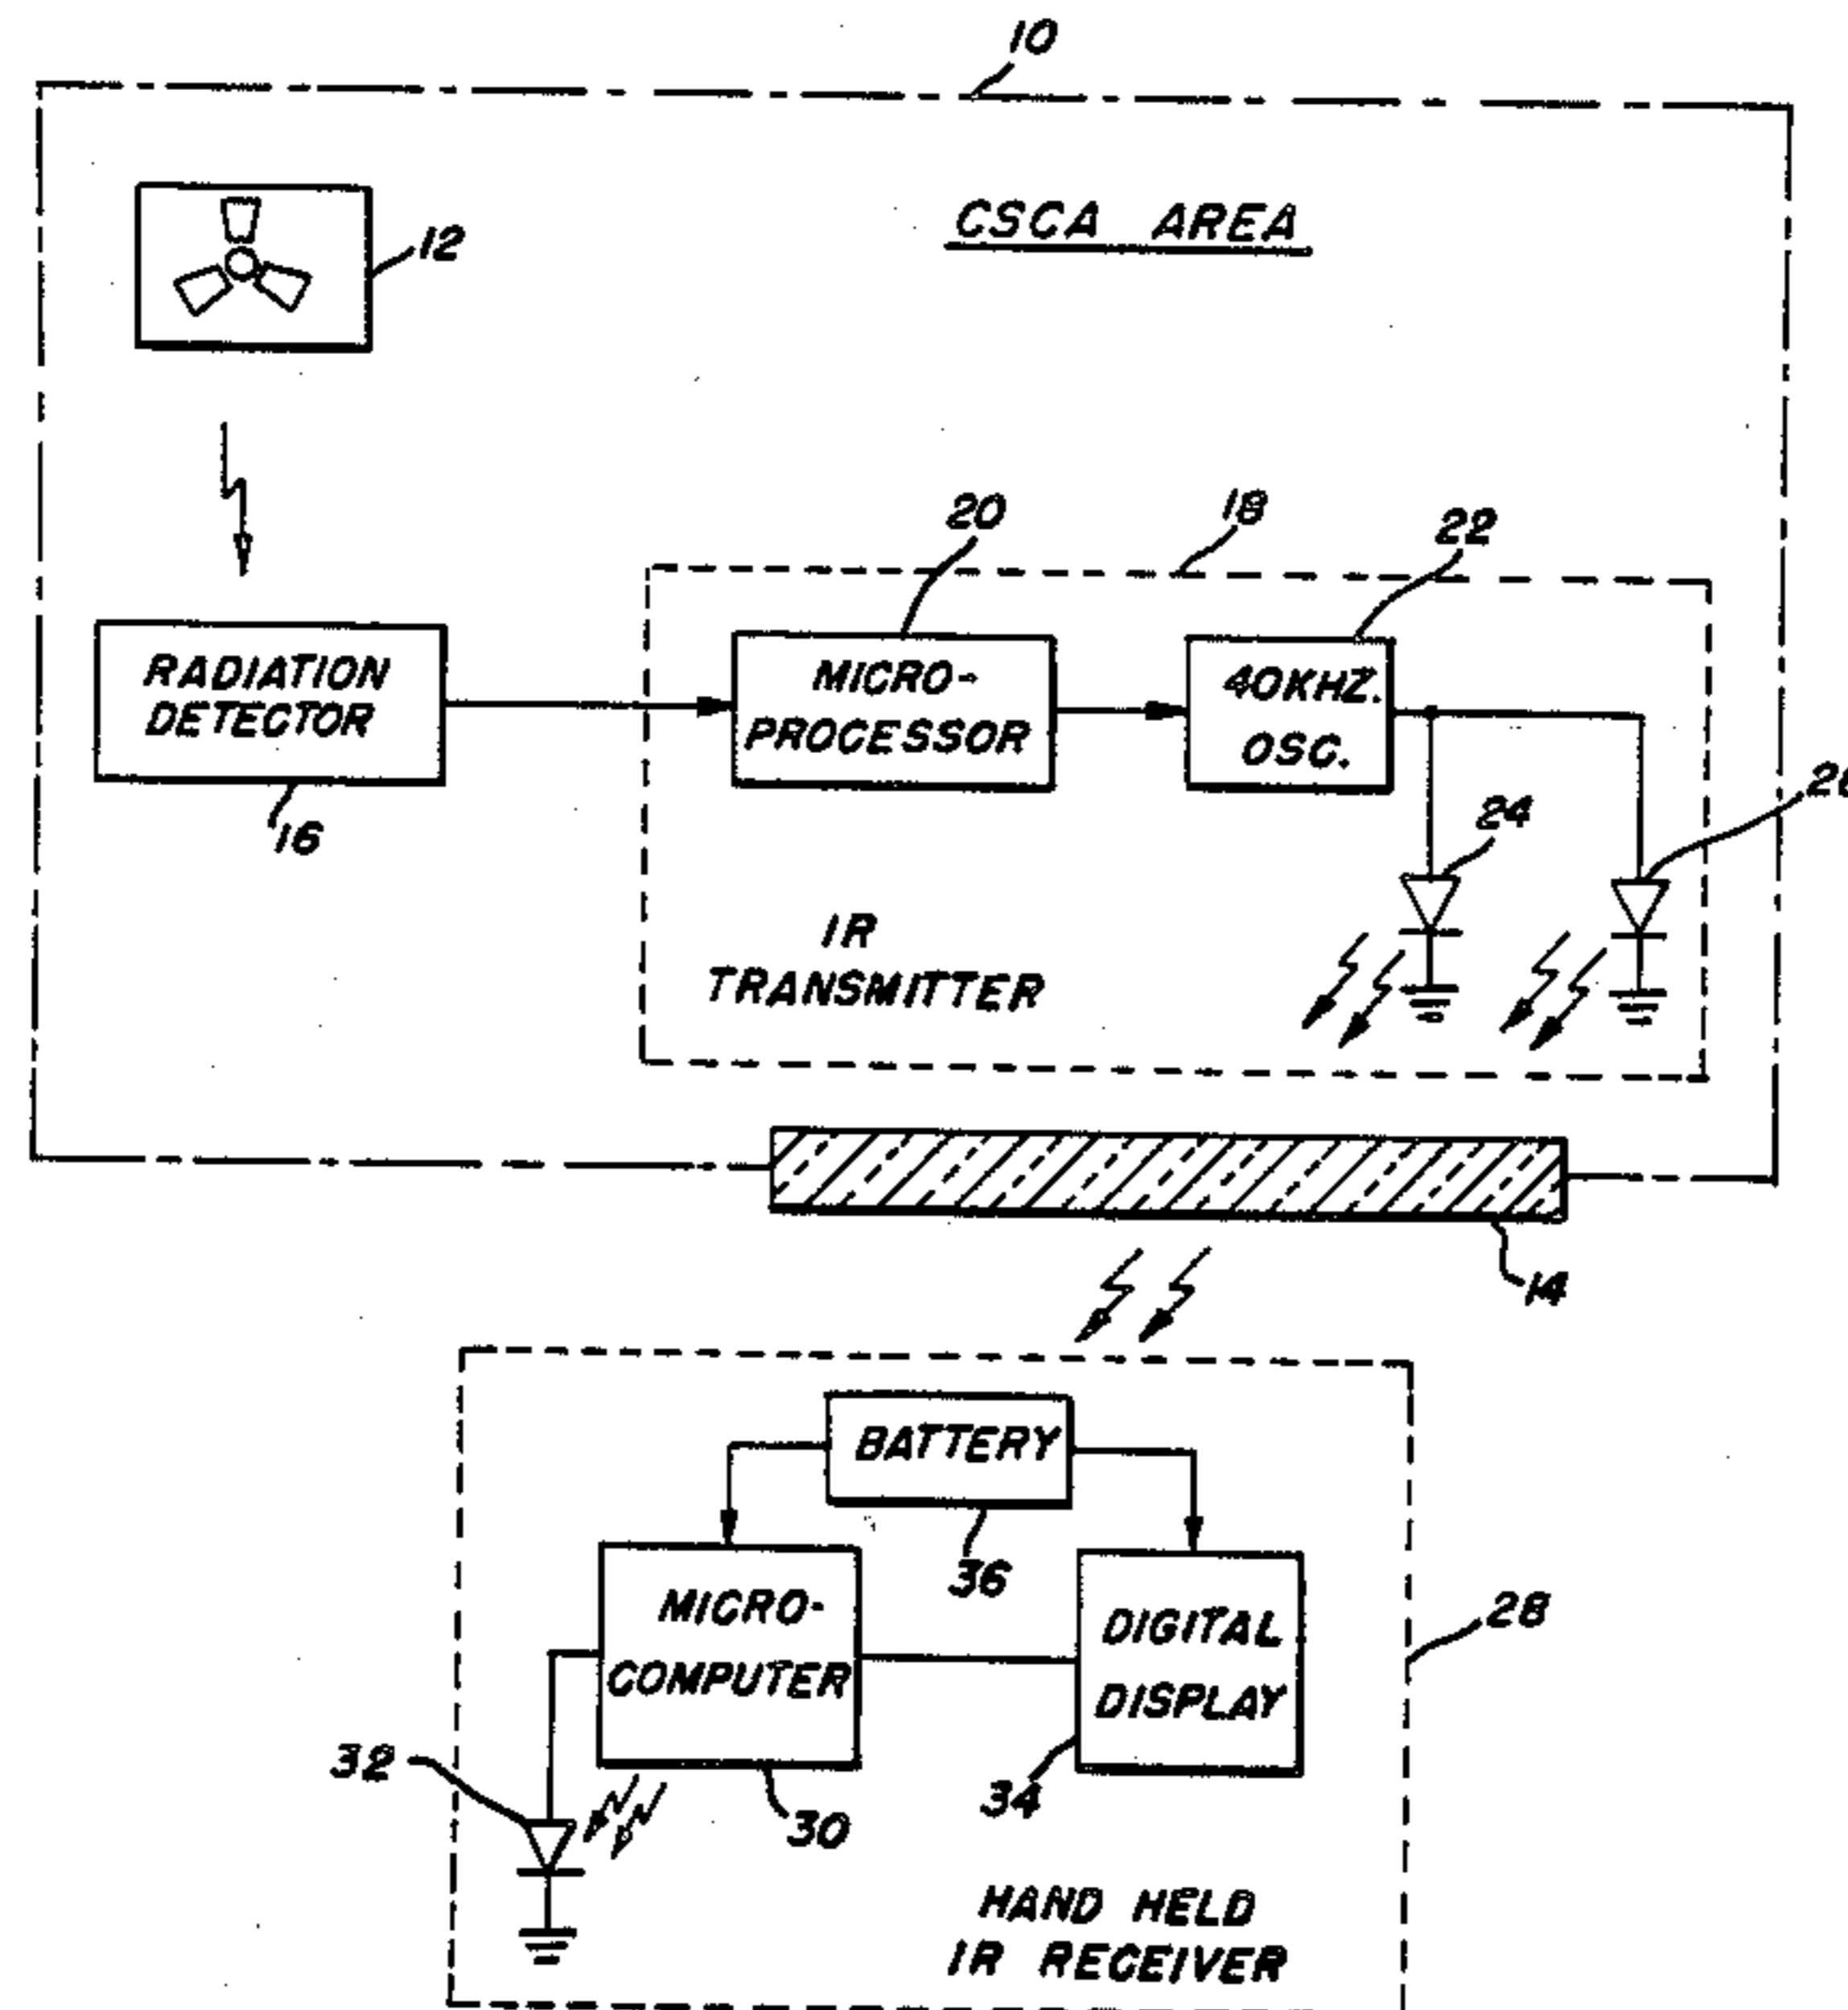 10
CSCA AREA
12
20
18
22
RADIATION
DETECTOR
MICRO-
PROCESSOR
40KHZ.
OSC.
16
24
IR
TRANSMITTER
14
BATTERY
36
MICRO-
COMPUTER
DIGITAL
DISPLAY
28
32
30
34
HAND HELD
IR RECEIVER